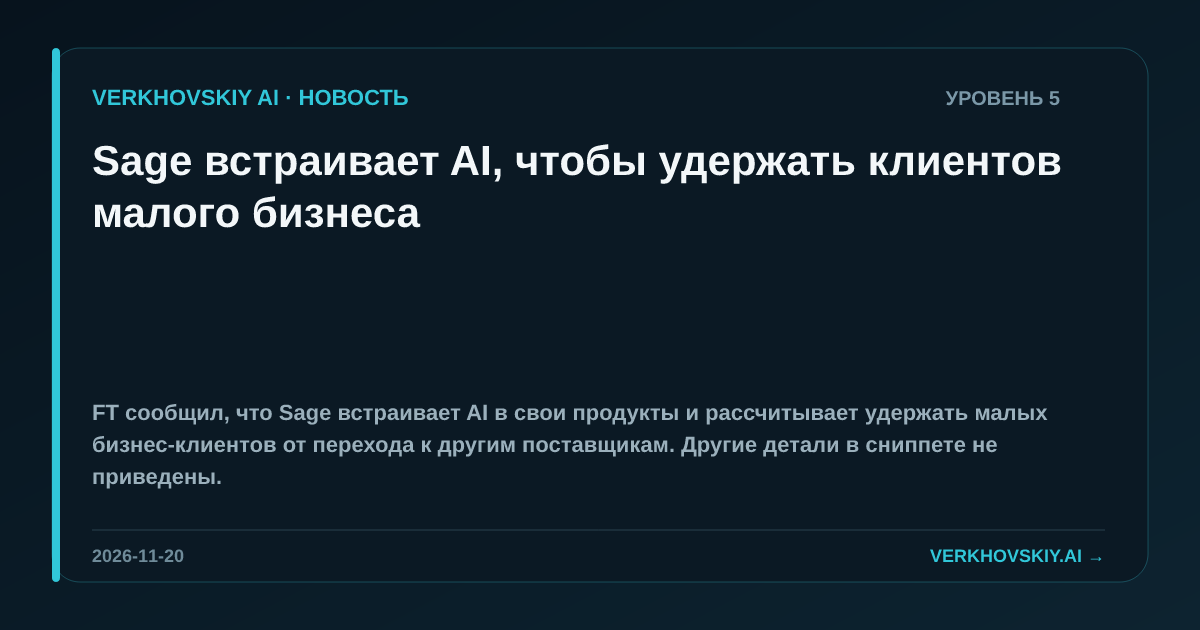 VERKHOVSKIY AI · НОВОСТЬ
УРОВЕНЬ 5
Sage встраивает AI, чтобы удержать клиентов
малого бизнеса
FT сообщил, что Sage встраивает AI в свои продукты и рассчитывает удержать малых
бизнес-клиентов от перехода к другим поставщикам. Другие детали в сниппете не
приведены.
2026-11-20
VERKHOVSKIY.AI →